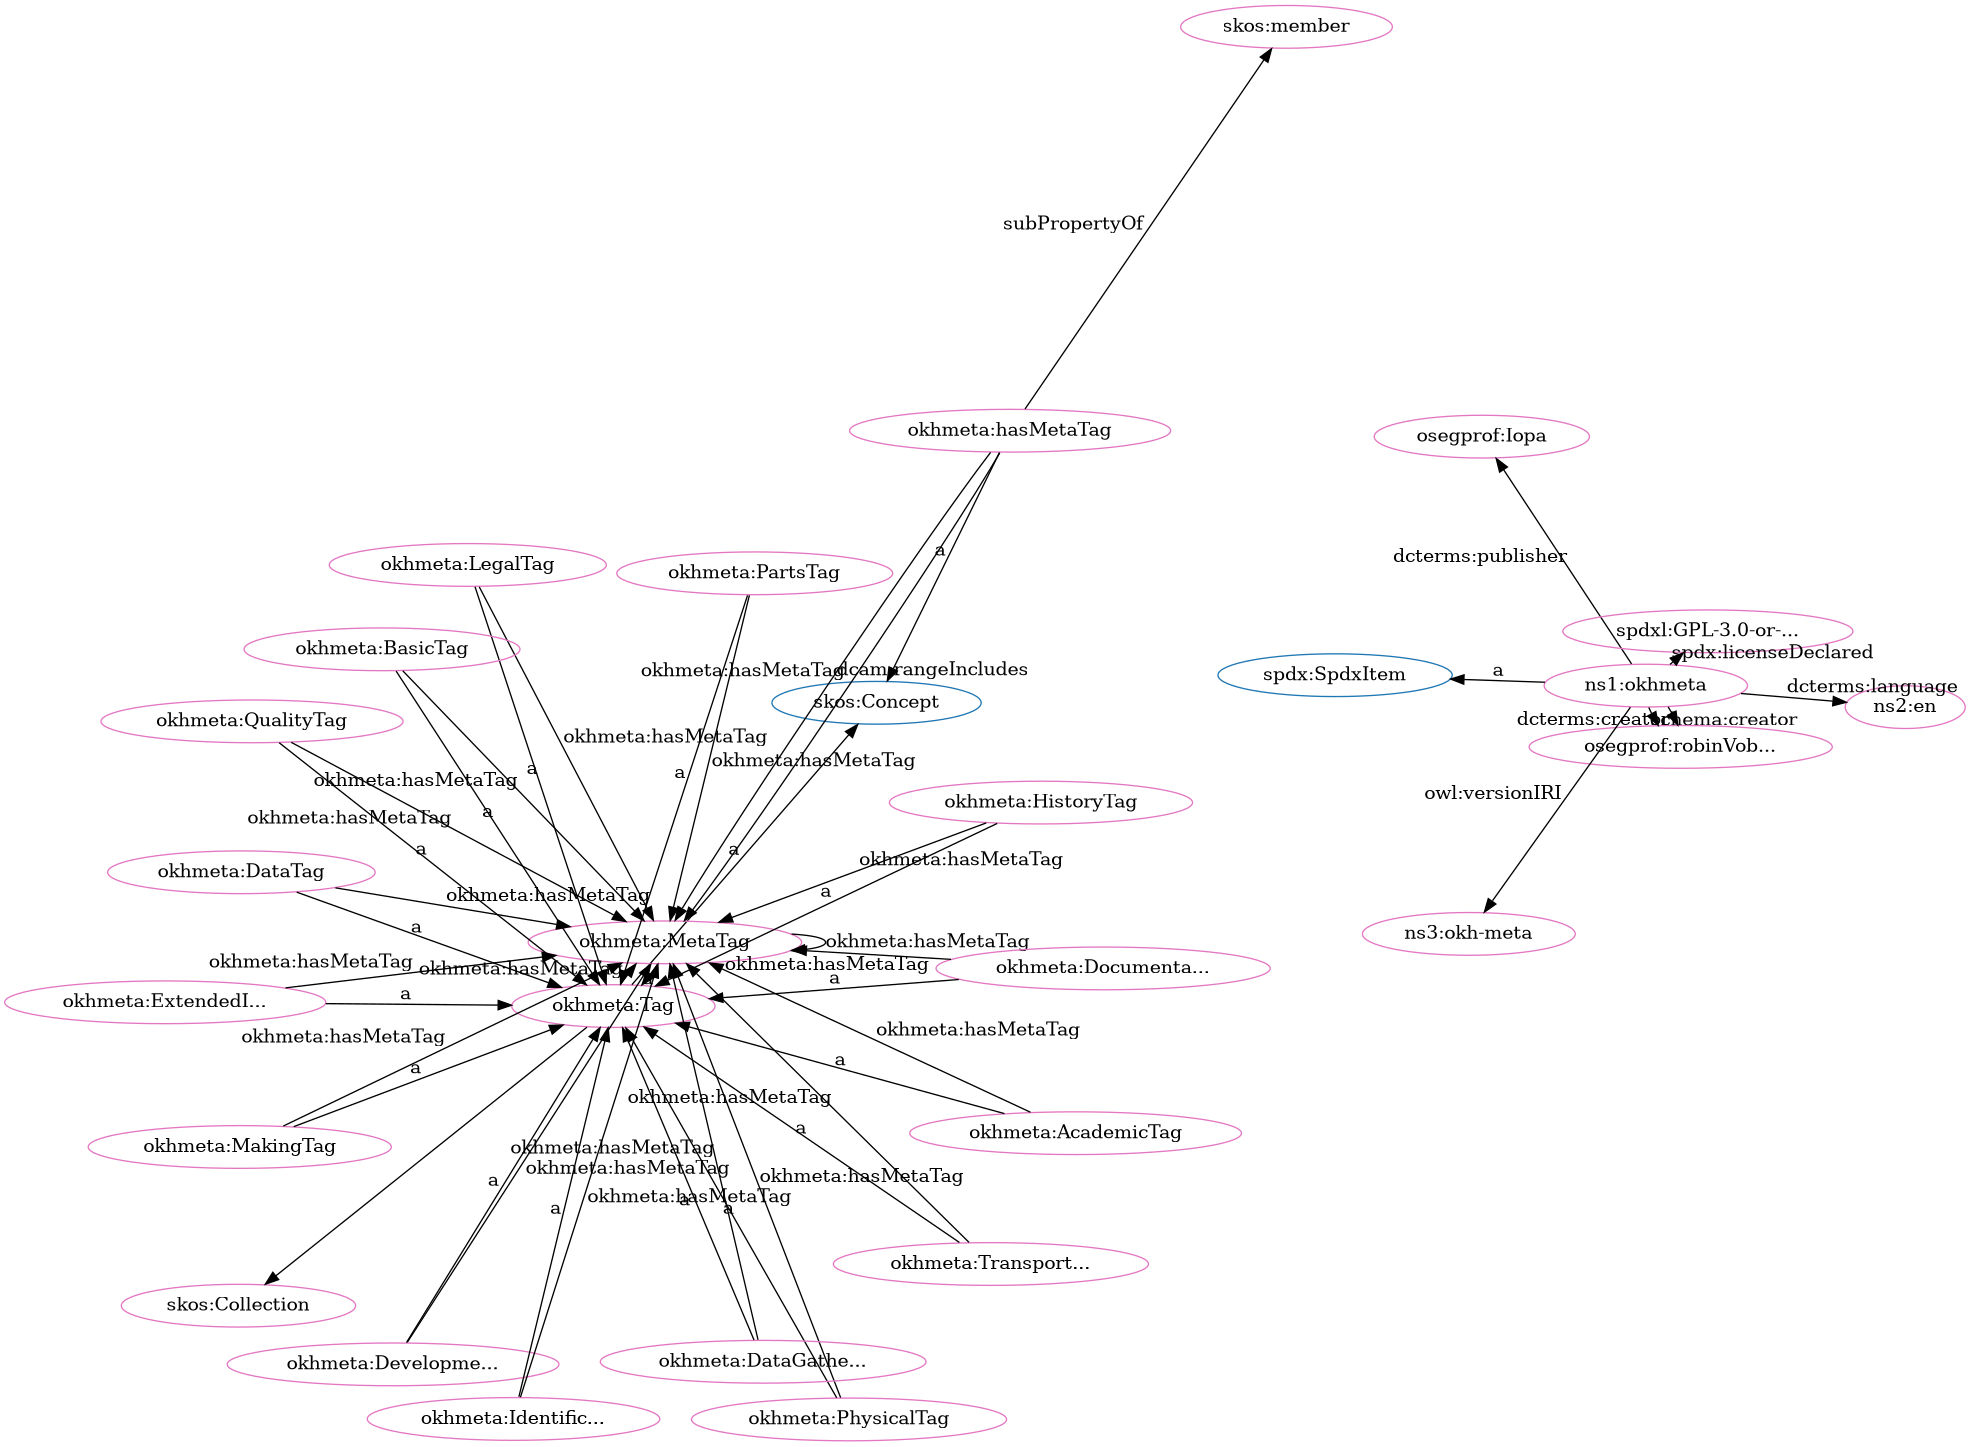 skos:member
subPropertyOf
okhmeta:hasMetaTag
osegprof:Iopa
a
dcterms:publisher
okhmeta:LegalTag
okhmeta:PartsTag
okhmeta:BasicTag
okhmeta:hasMetaTag
dcam:rangeIncludes
spdxl:GPL-3.0-or-...
spdx:licenseDeclared
spdx:SpdxItem
a
ns1:okhmeta
dcterms:language
ns2:en
skos:Concept
okhmeta:QualityTag
dcterms:creator
schema:creator
osegprof:robinVob...
okhmeta:hasMetaTag
okhmeta:hasMetaTag
a
a
okhmeta:hasMetaTag
owl:versionIRI
okhmeta:HistoryTag
okhmeta:hasMetaTag
a
a
a
okhmeta:hasMetaTag
okhmeta:DataTag
okhmeta:hasMetaTag
a
a
okhmeta:MetaTag
okhmeta:hasMetaTag
ns3:okh-meta
okhmeta:hasMetaTag
okhmeta:hasMetaTag
okhmeta:hasMetaTag
okhmeta:Documenta...
a
a
okhmeta:ExtendedI...
a
okhmeta:Tag
okhmeta:hasMetaTag
okhmeta:hasMetaTag
a
a
okhmeta:hasMetaTag
a
okhmeta:AcademicTag
okhmeta:MakingTag
okhmeta:hasMetaTag
okhmeta:hasMetaTag
okhmeta:hasMetaTag
a
okhmeta:hasMetaTag
a
a
a
okhmeta:Transport...
skos:Collection
okhmeta:Developme...
okhmeta:DataGathe...
okhmeta:Identific...
okhmeta:PhysicalTag